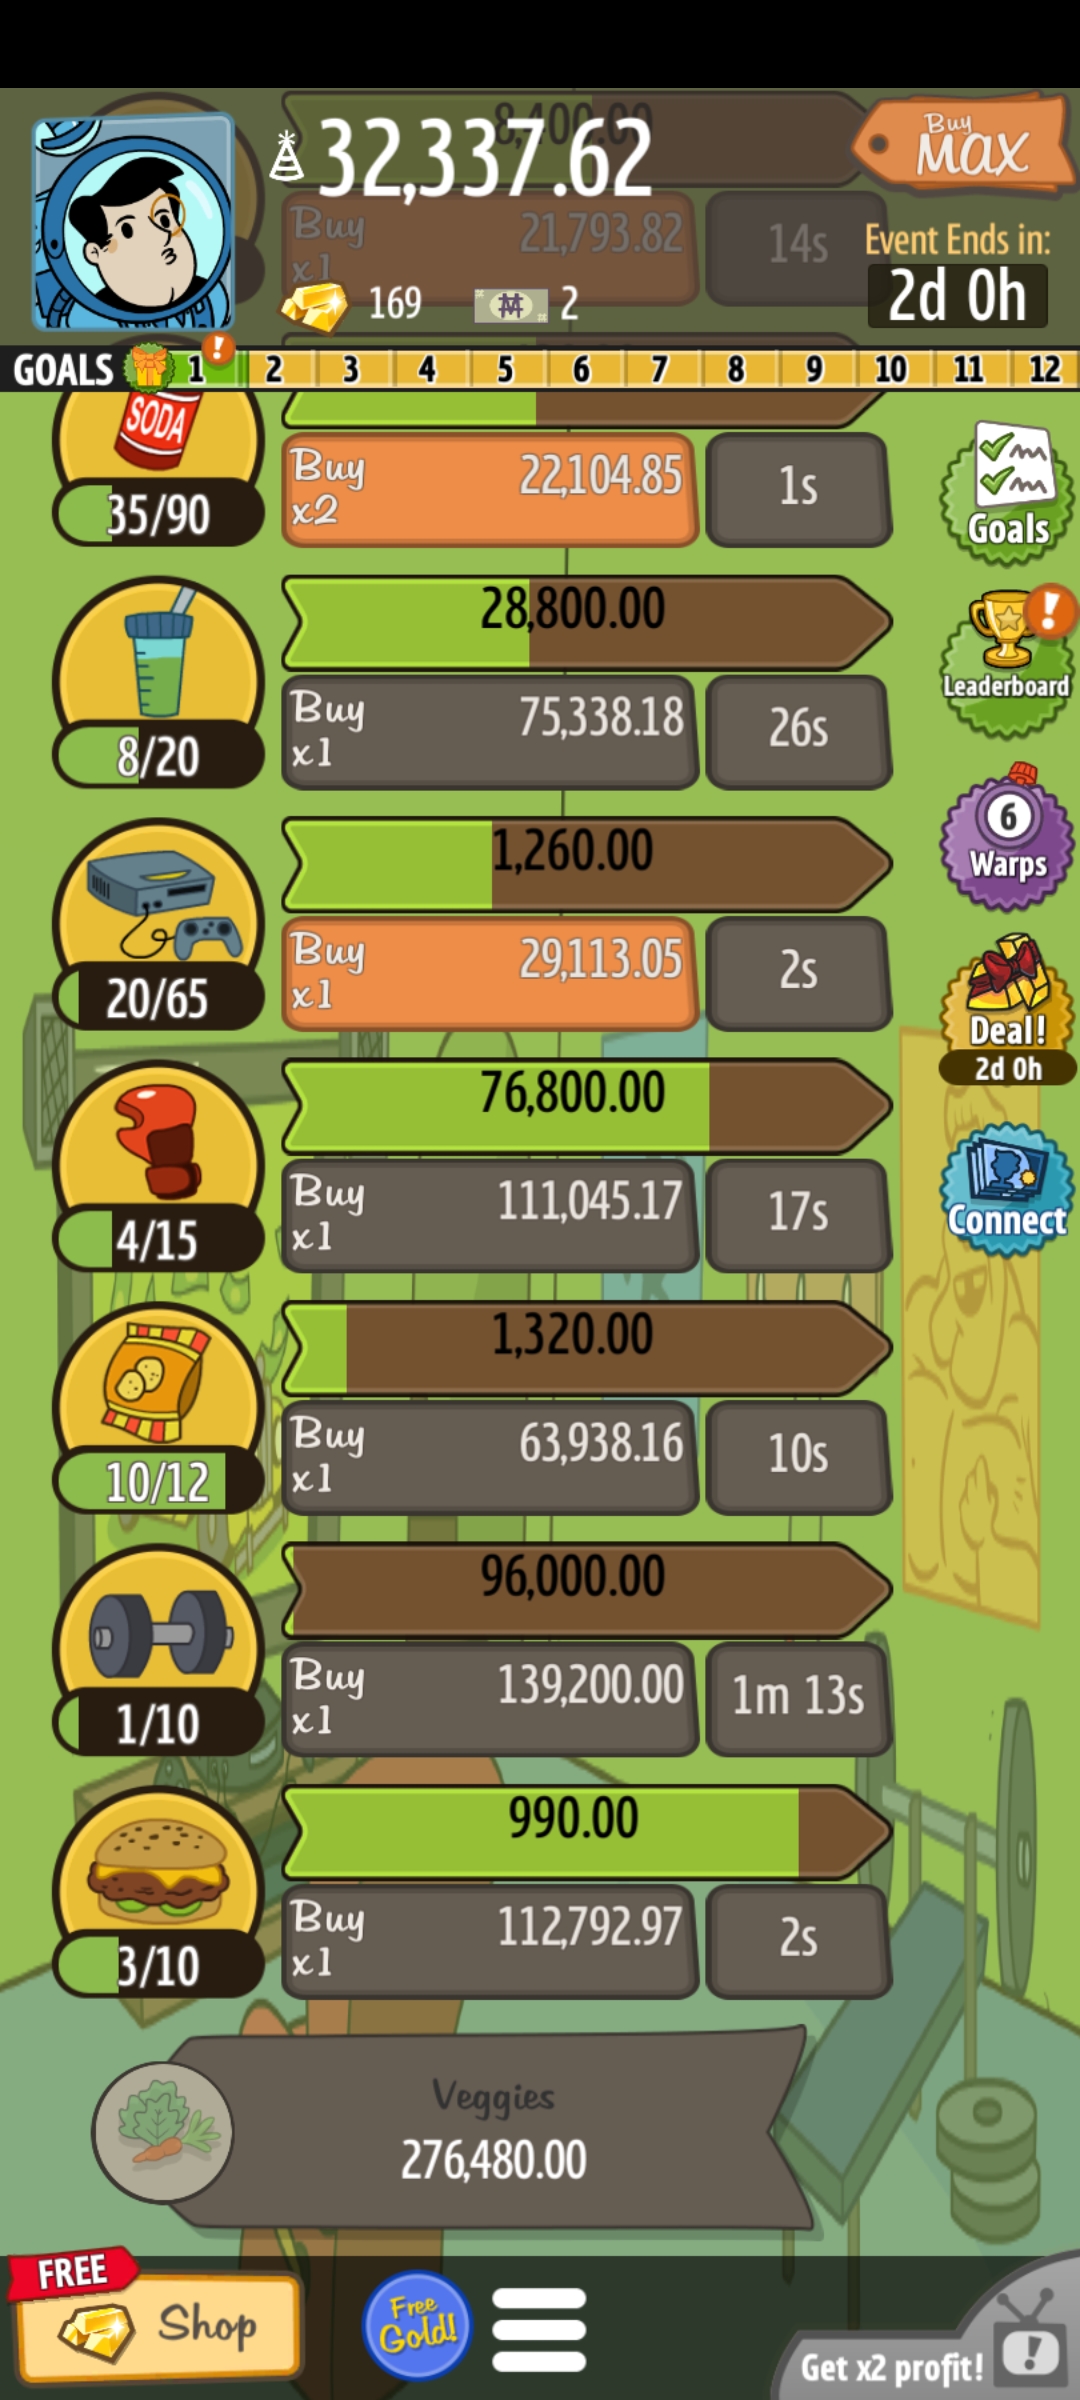 8,400.00
32,337.62
Buy
MAX
Buy
x1
21,793.82
14s
Event Ends in:
2d 0h
169
2
GOALS 1 ! 2 3 4 5 6 7 8 9 10 11 12
SODA
35/90
Buy
x2
22,104.85
1s
Goals
28,800.00
8/20
Buy
x1
75,338.18
26s
!
Leaderboard
1,260.00
20/65
Buy
x1
29,113.05
2s
6
Warps
Deal!
2d 0h
76,800.00
4/15
Buy
x1
111,045.17
17s
Connect
1,320.00
10/12
Buy
x1
63,938.16
10s
96,000.00
1/10
Buy
x1
139,200.00
1m 13s
990.00
3/10
Buy
x1
112,792.97
2s
Veggies
276,480.00
FREE
Shop
Free
Gold!
Get x2 profit!
!